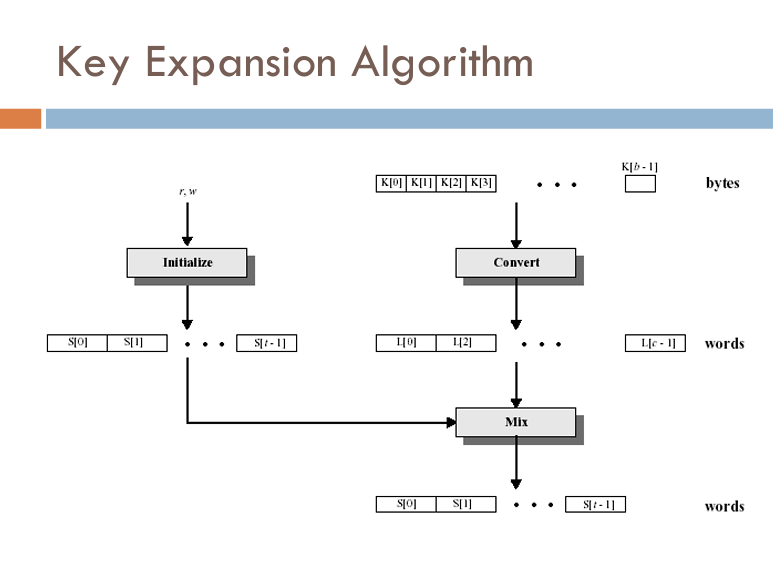 Key Expansion Algorithm
K[b - 1]
r, w
K[0] K[1] K[2] K[3] • • • bytes
Initialize
Convert
S[0] S[1] • • • S[t - 1]
L[0] L[2] • • • L[c - 1] words
Mix
S[0] S[1] • • • S[t - 1] words